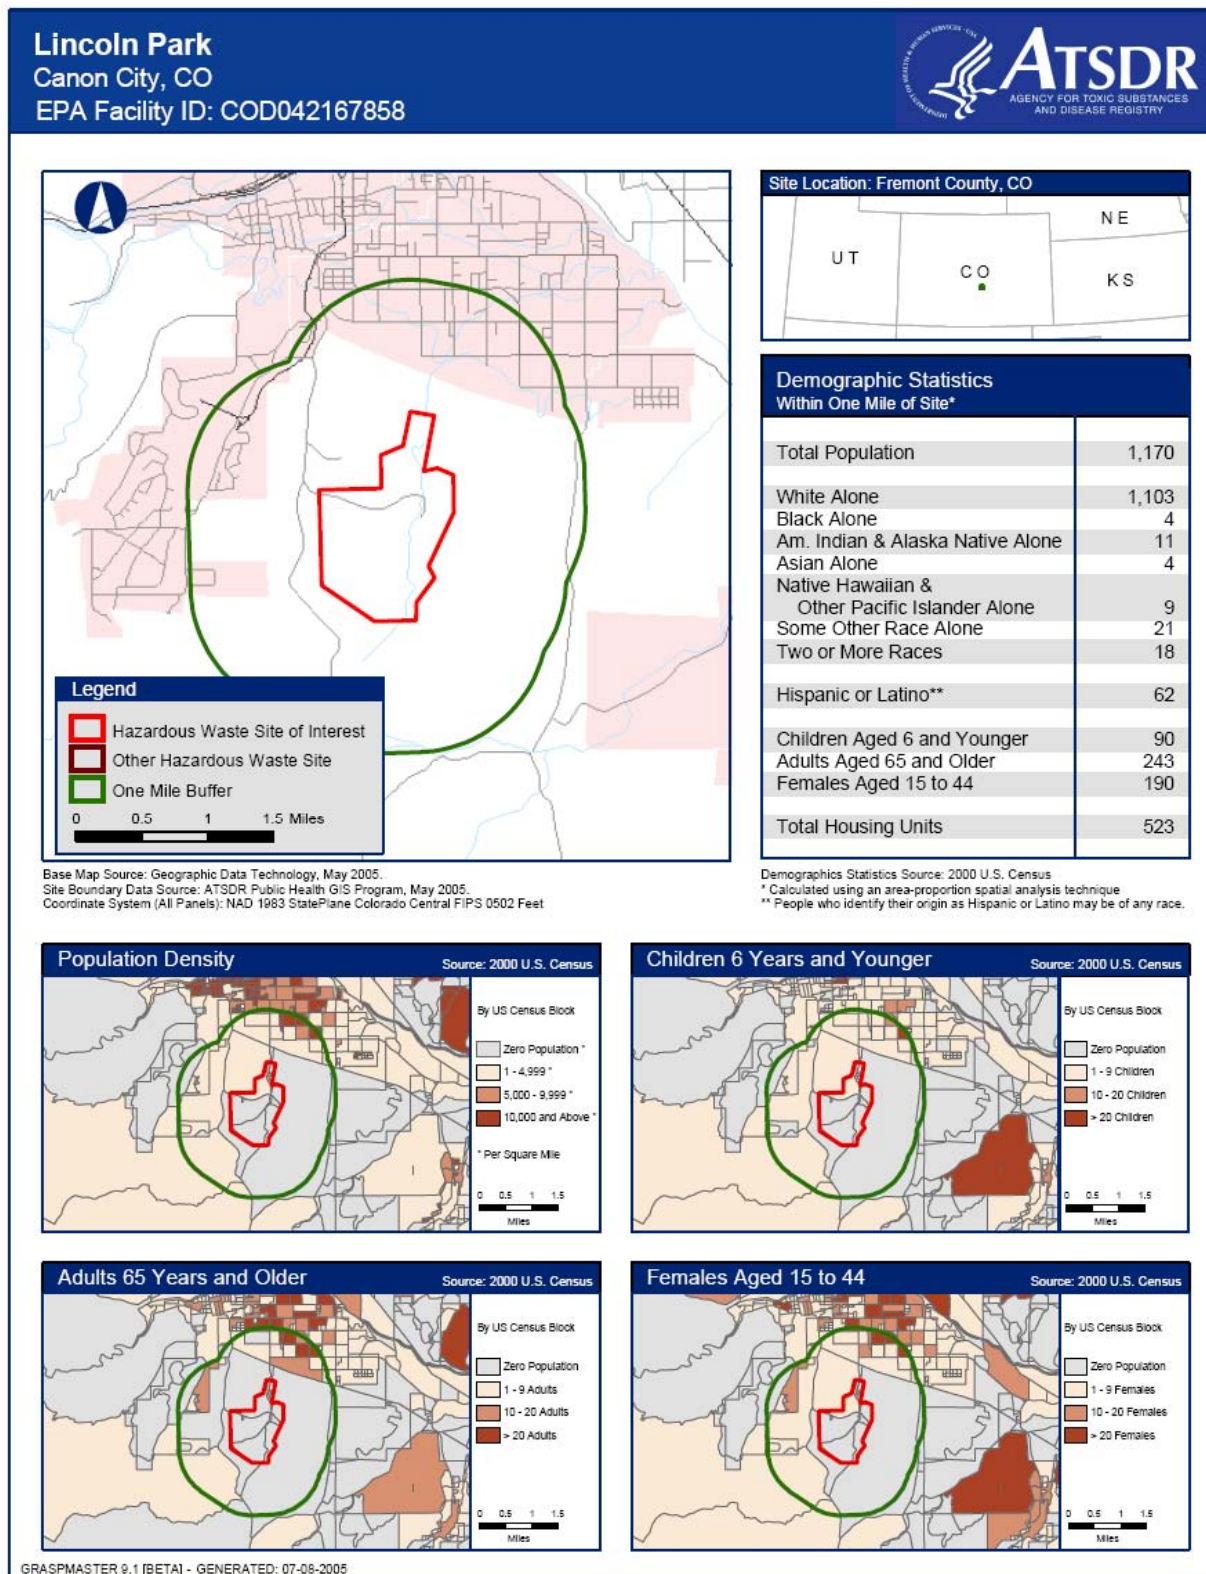 Lincoln Park
Canon City, CO
EPA Facility ID: COD042167858
DEPARTMENT OF HEALTH & HUMAN SERVICES · USA
ATSDR
AGENCY FOR TOXIC SUBSTANCES
AND DISEASE REGISTRY
Site Location: Fremont County, CO
NE
UT
CO
KS
Demographic Statistics
Within One Mile of Site*
Total Population 1,170
White Alone 1,103
Black Alone 4
Am. Indian & Alaska Native Alone 11
Asian Alone 4
Native Hawaiian &
Other Pacific Islander Alone 9
Some Other Race Alone 21
Two or More Races 18
Hispanic or Latino** 62
Children Aged 6 and Younger 90
Adults Aged 65 and Older 243
Females Aged 15 to 44 190
Total Housing Units 523
Legend
Hazardous Waste Site of Interest
Other Hazardous Waste Site
One Mile Buffer
0 0.5 1 1.5 Miles
Base Map Source: Geographic Data Technology, May 2005.
Site Boundary Data Source: ATSDR Public Health GIS Program, May 2005.
Coordinate System (All Panels): NAD 1983 StatePlane Colorado Central FIPS 0502 Feet
Demographics Statistics Source: 2000 U.S. Census
* Calculated using an area-proportion spatial analysis technique
** People who identify their origin as Hispanic or Latino may be of any race.
Population Density Source: 2000 U.S. Census
By US Census Block
Zero Population *
1 - 4,999 *
5,000 - 9,999 *
10,000 and Above *
* Per Square Mile
0 0.5 1 1.5
Miles
Children 6 Years and Younger Source: 2000 U.S. Census
By US Census Block
Zero Population
1 - 9 Children
10 - 20 Children
> 20 Children
0 0.5 1 1.5
Miles
Adults 65 Years and Older Source: 2000 U.S. Census
By US Census Block
Zero Population
1 - 9 Adults
10 - 20 Adults
> 20 Adults
0 0.5 1 1.5
Miles
Females Aged 15 to 44 Source: 2000 U.S. Census
By US Census Block
Zero Population
1 - 9 Females
10 - 20 Females
> 20 Females
0 0.5 1 1.5
Miles
GRASPMASTER 9.1 [BETA] - GENERATED: 07-08-2005